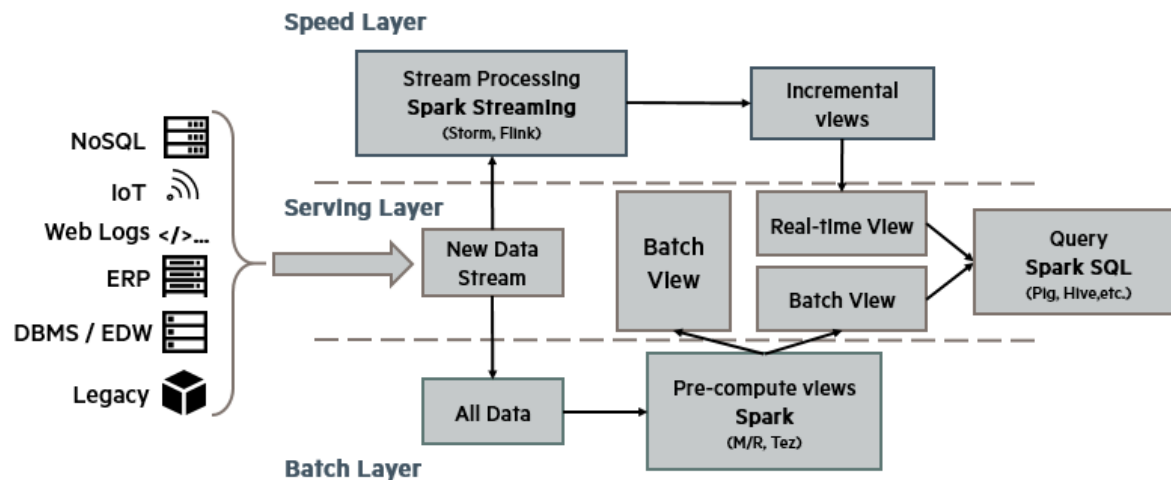 Speed Layer
Stream Processing
Spark Streaming
(Storm, Flink)
Incremental
views
NoSQL
IoT
Web Logs </>...
ERP
DBMS / EDW
Legacy
Serving Layer
New Data
Stream
Batch
View
Real-time View
Batch View
Query
Spark SQL
(Pig, Hive,etc.)
All Data
Pre-compute views
Spark
(M/R, Tez)
Batch Layer